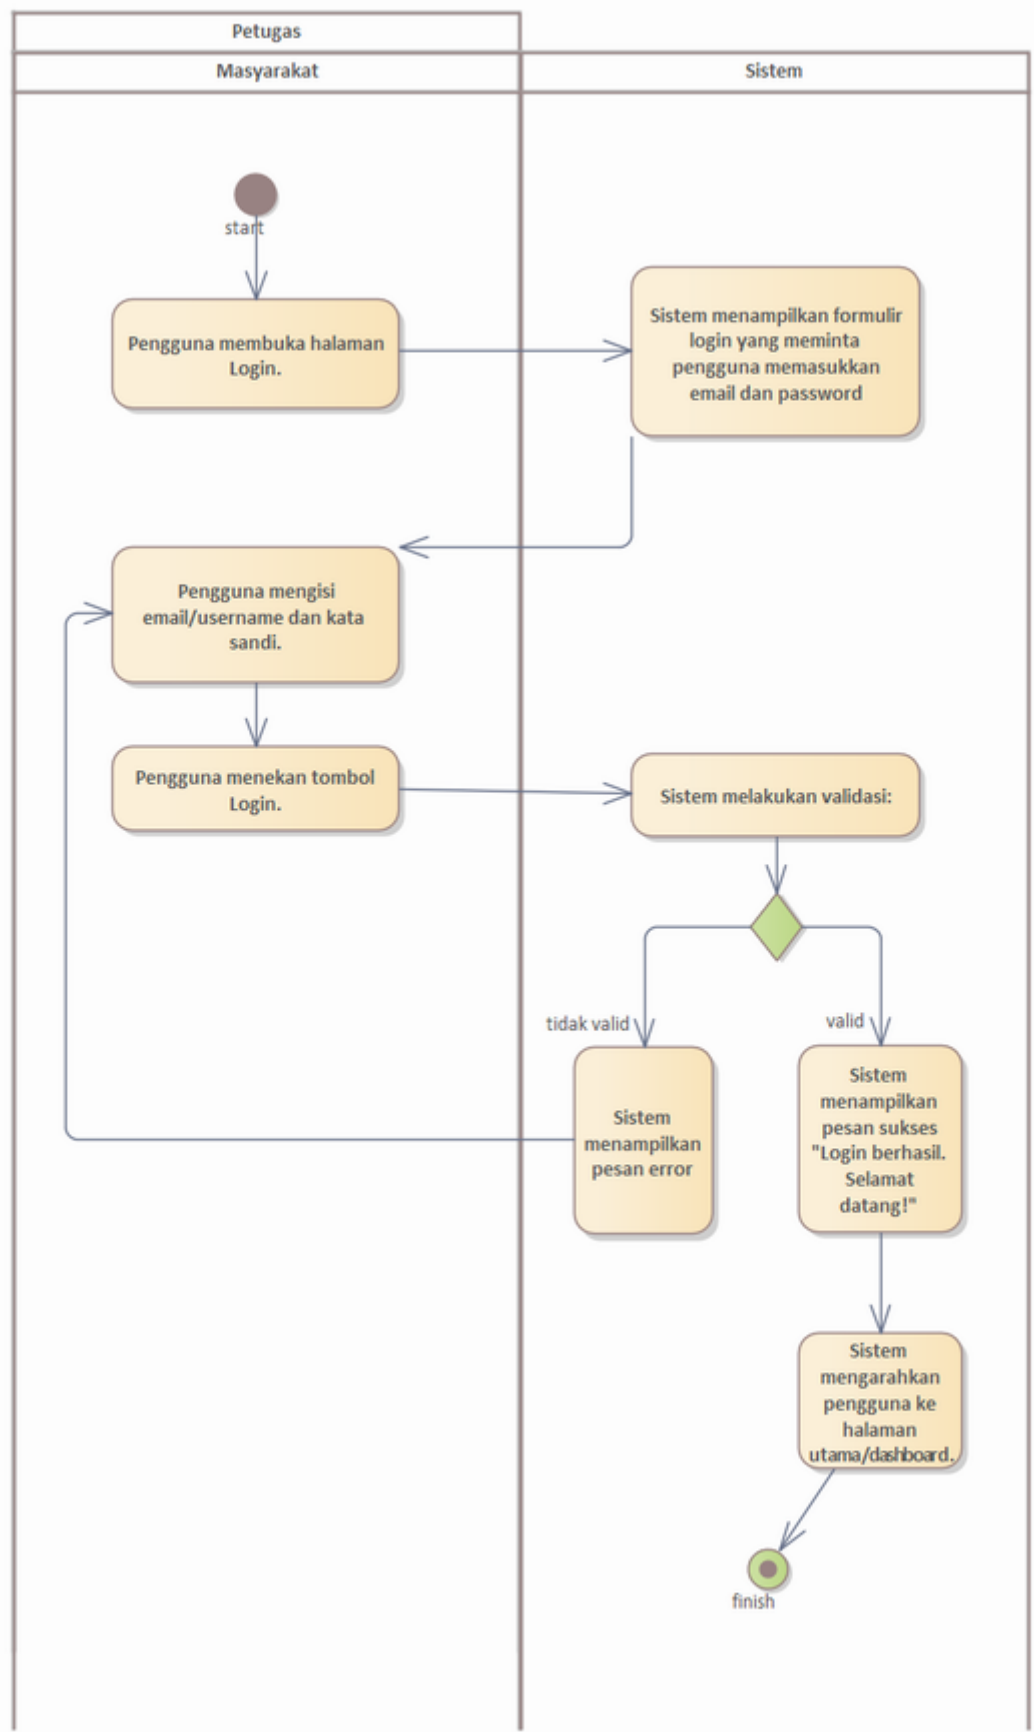 Petugas
Masyarakat
Sistem
start
Pengguna membuka halaman
Login.
Sistem menampilkan formulir
login yang meminta
pengguna memasukkan
email dan password
Pengguna mengisi
email/username dan kata
sandi.
Pengguna menekan tombol
Login.
Sistem melakukan validasi:
tidak valid
valid
Sistem
menampilkan
pesan error
Sistem
menampilkan
pesan sukses
"Login berhasil.
Selamat
datang!"
Sistem
mengarahkan
pengguna ke
halaman
utama/dashboard.
finish